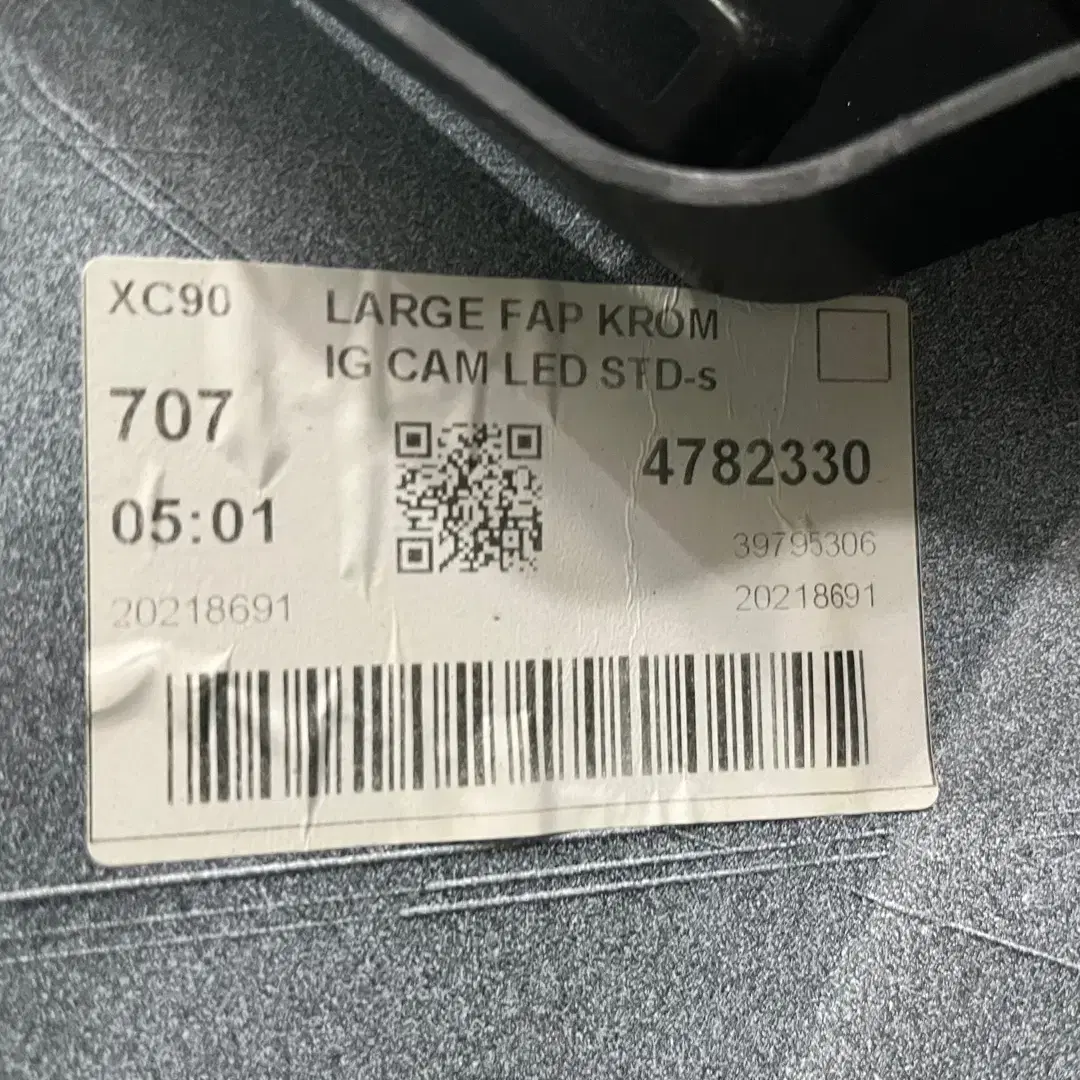 XC90
LARGE FAP KROM
IG CAM LED STD-s
707
4782330
05:01
39795306
20218691
20218691